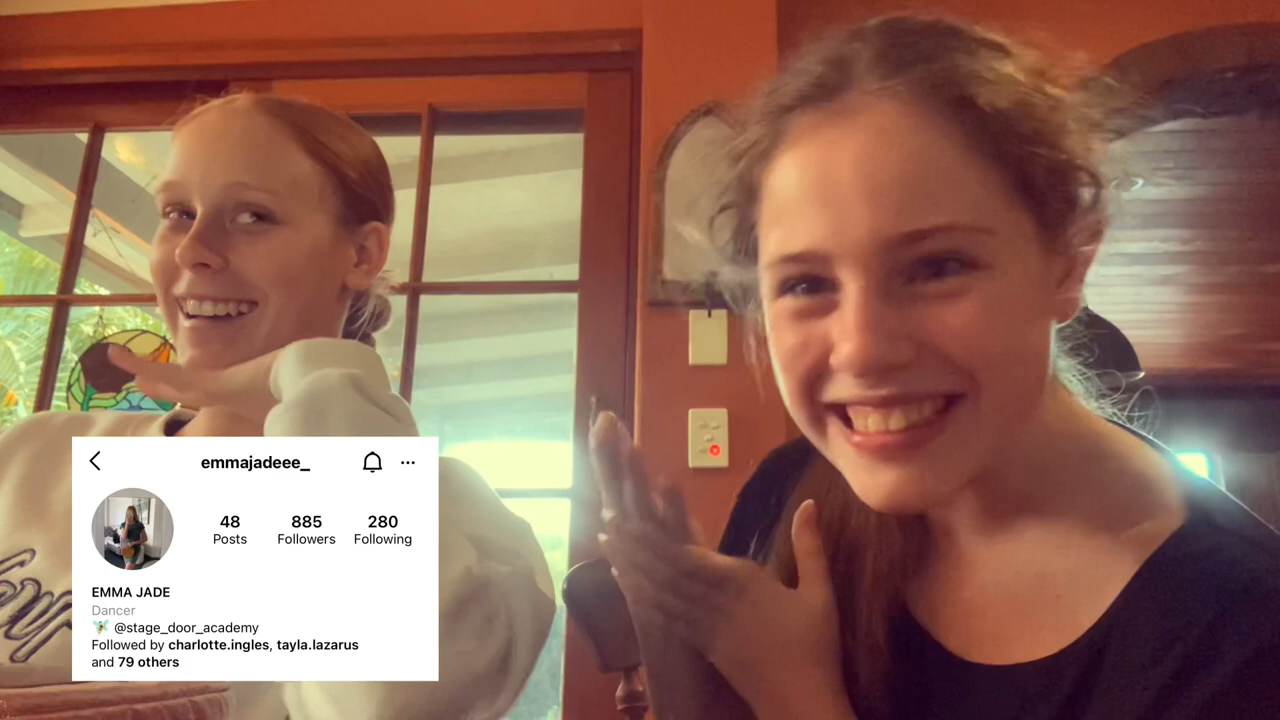 emmajadeee_
48 885 280
Posts Followers Following
EMMA JADE
Dancer
@stage_door_academy
Followed by charlotte.ingles, tayla.lazarus
and 79 others